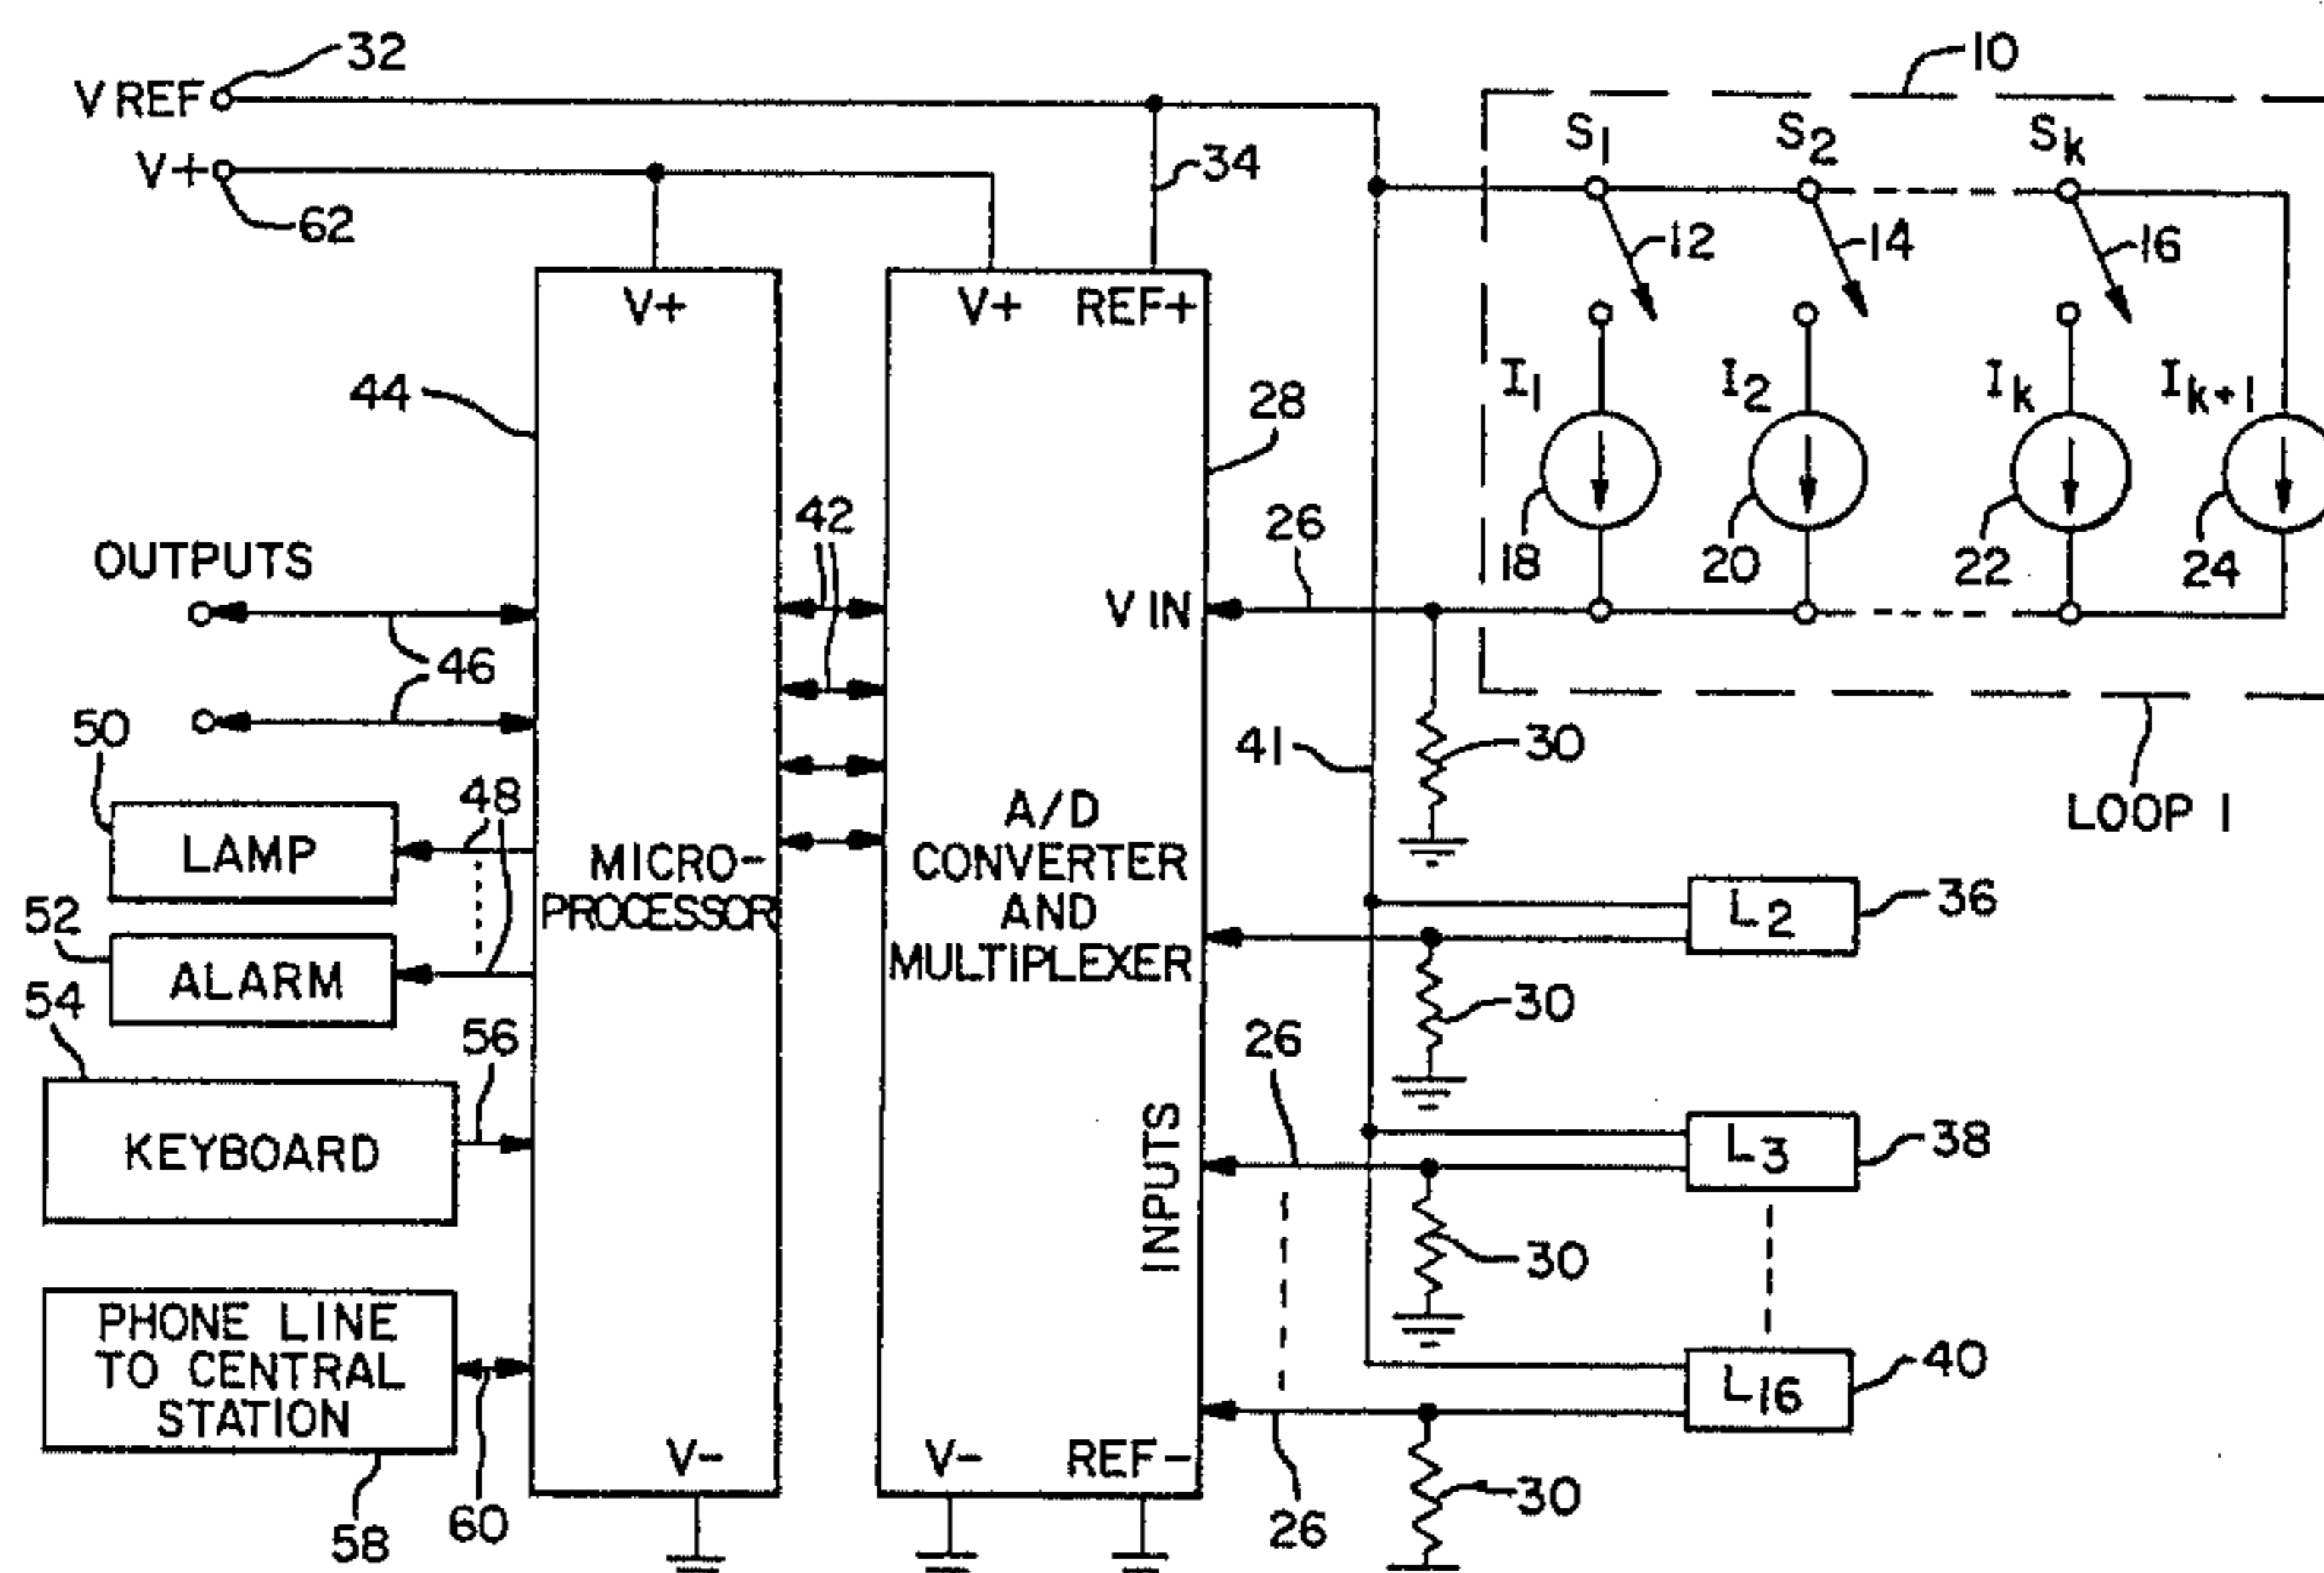 32
10
V REF
S1
S2
Sk
V+
34
62
12
14
16
V+
V+
REF+
44
28
I1
I2
Ik
Ik+1
42
26
OUTPUTS
18
20
22
24
V IN
46
50
41
30
48
LOOP 1
LAMP
A/D
CONVERTER
AND
MULTIPLEXER
MICRO-
PROCESSOR
L2
36
52
ALARM
54
30
56
26
KEYBOARD
INPUTS
L3
38
30
PHONE LINE
TO CENTRAL
STATION
L16
40
V-
V-
REF-
58
60
26
30